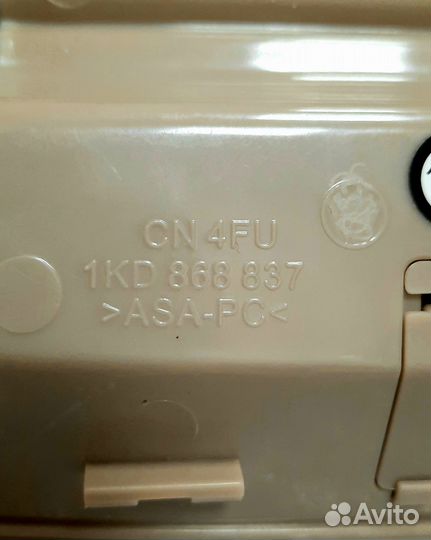 CN 4FU
1KD 868 837
>ASA-PC<
Avito